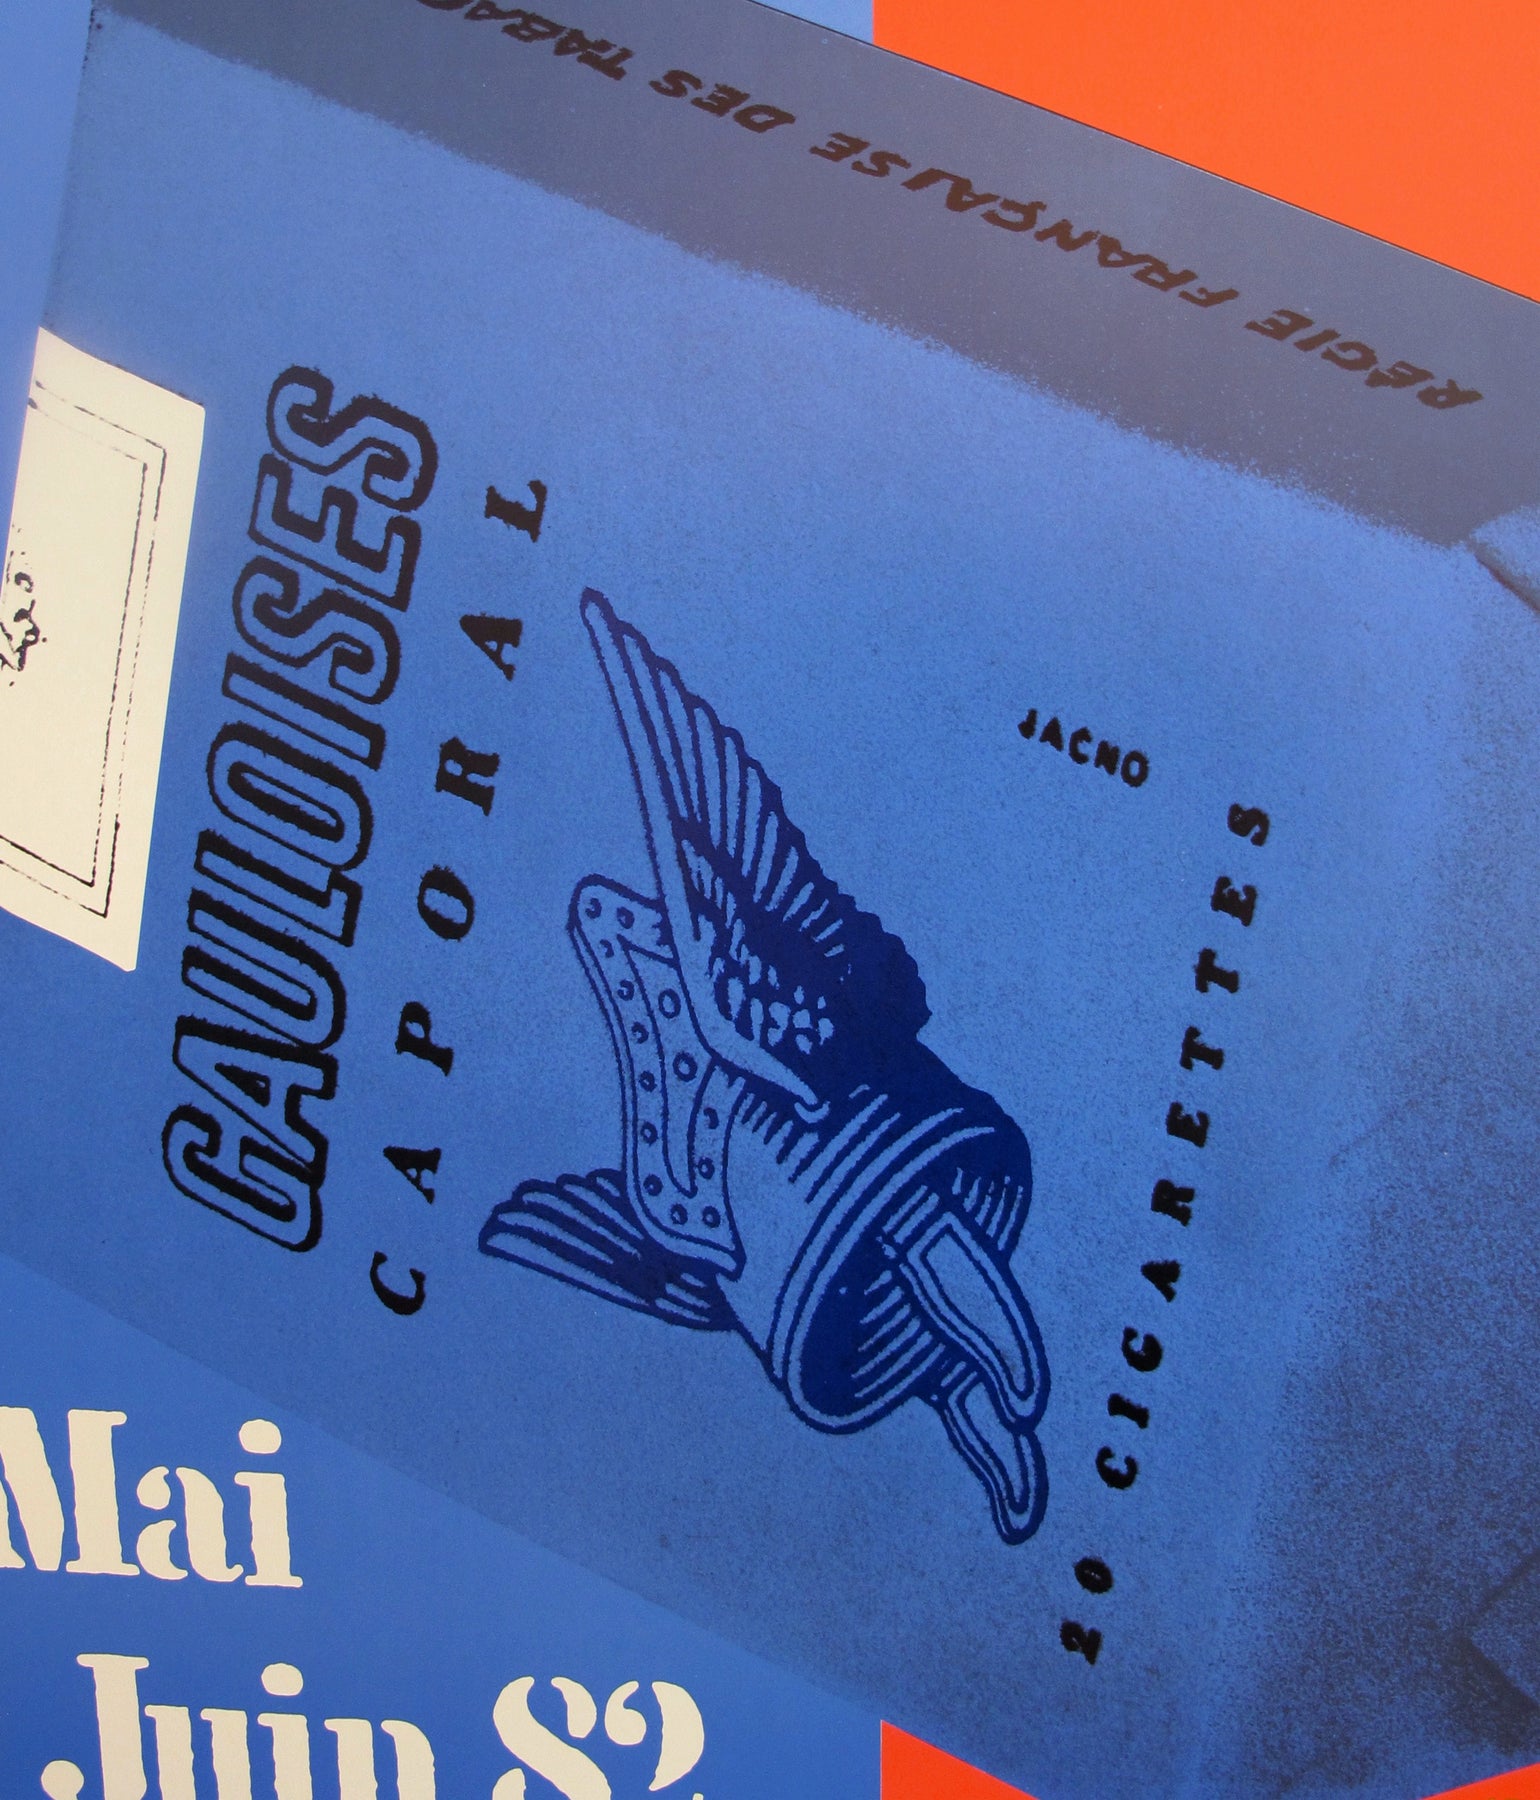 RÉGIE FRANÇAISE DES TABAC
GAULOISES
CAPORAL
JACNO
20 CIGARETTES
Mai
Juin 82